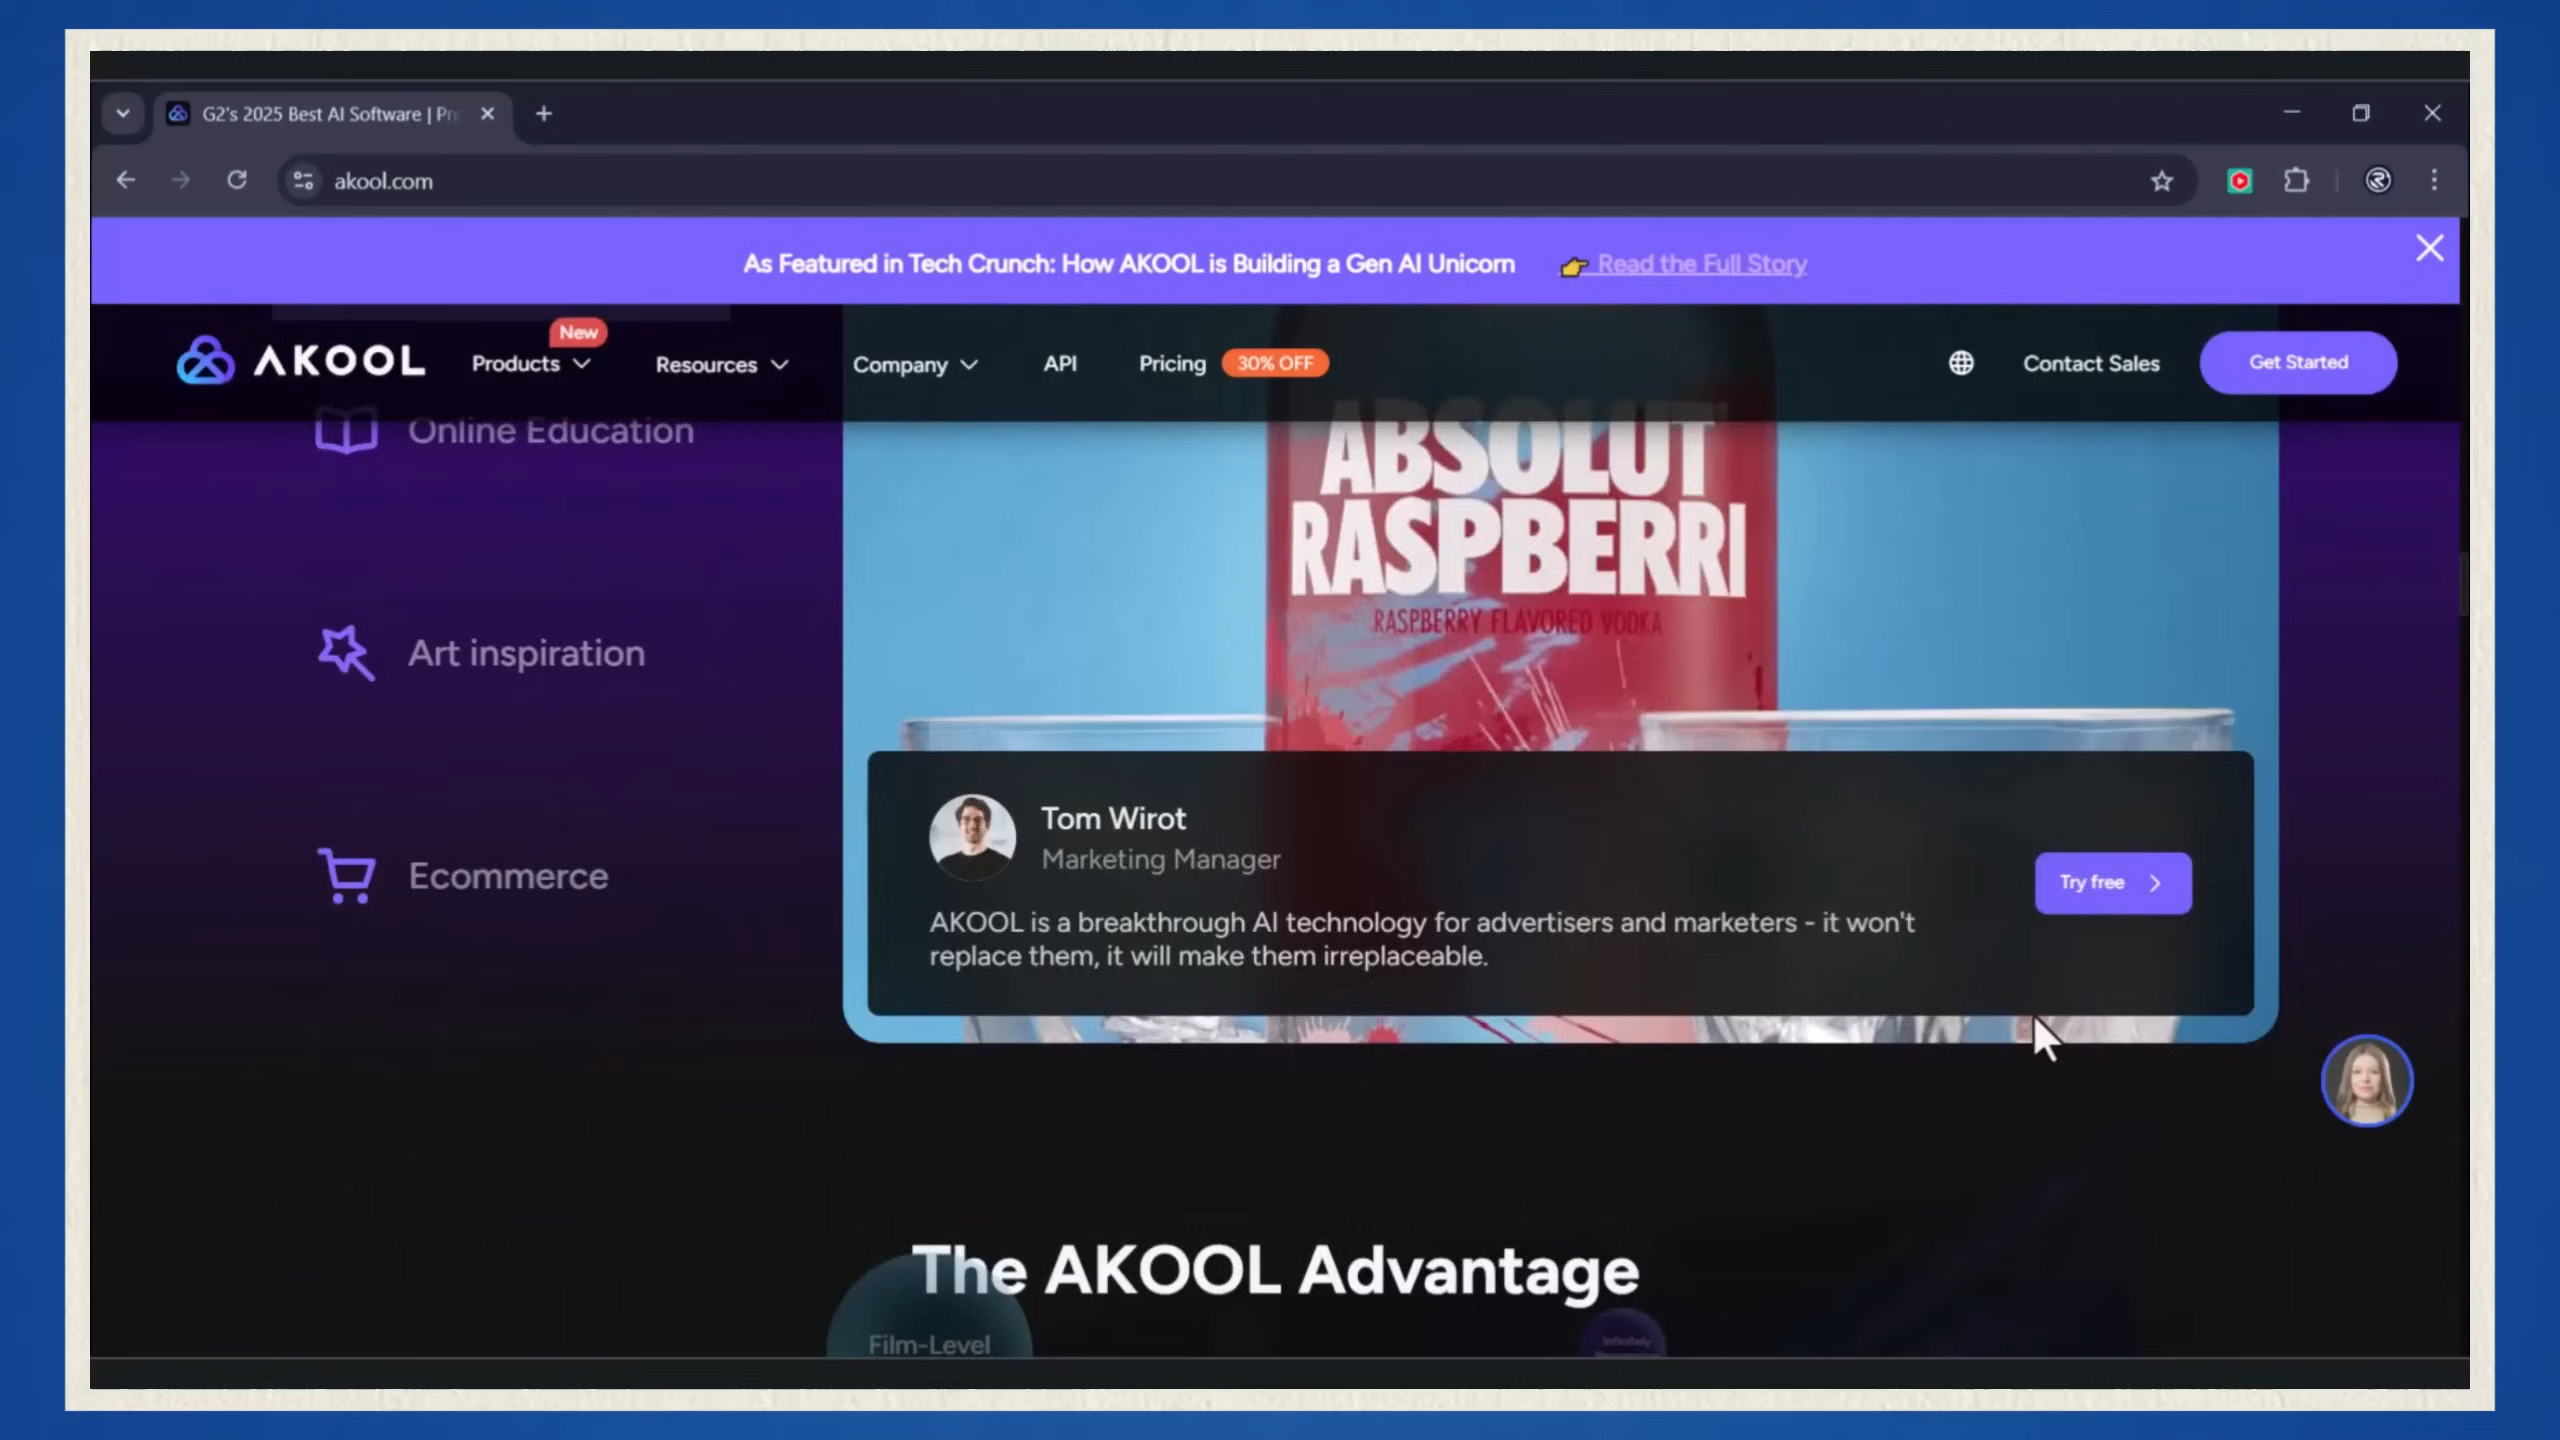 G2's 2025 Best AI Software | Pr
akool.com
As Featured in Tech Crunch: How AKOOL is Building a Gen AI Unicorn 👉 Read the Full Story
AKOOL
Products
New
Resources
Company
API
Pricing
30% OFF
Contact Sales
Get Started
Online Education
Art inspiration
Ecommerce
ABSOLUT
RASPBERRI
RASPBERRY FLAVORED VODKA
Tom Wirot
Marketing Manager
AKOOL is a breakthrough AI technology for advertisers and marketers - it won't
replace them, it will make them irreplaceable.
Try free
The AKOOL Advantage
Film-Level